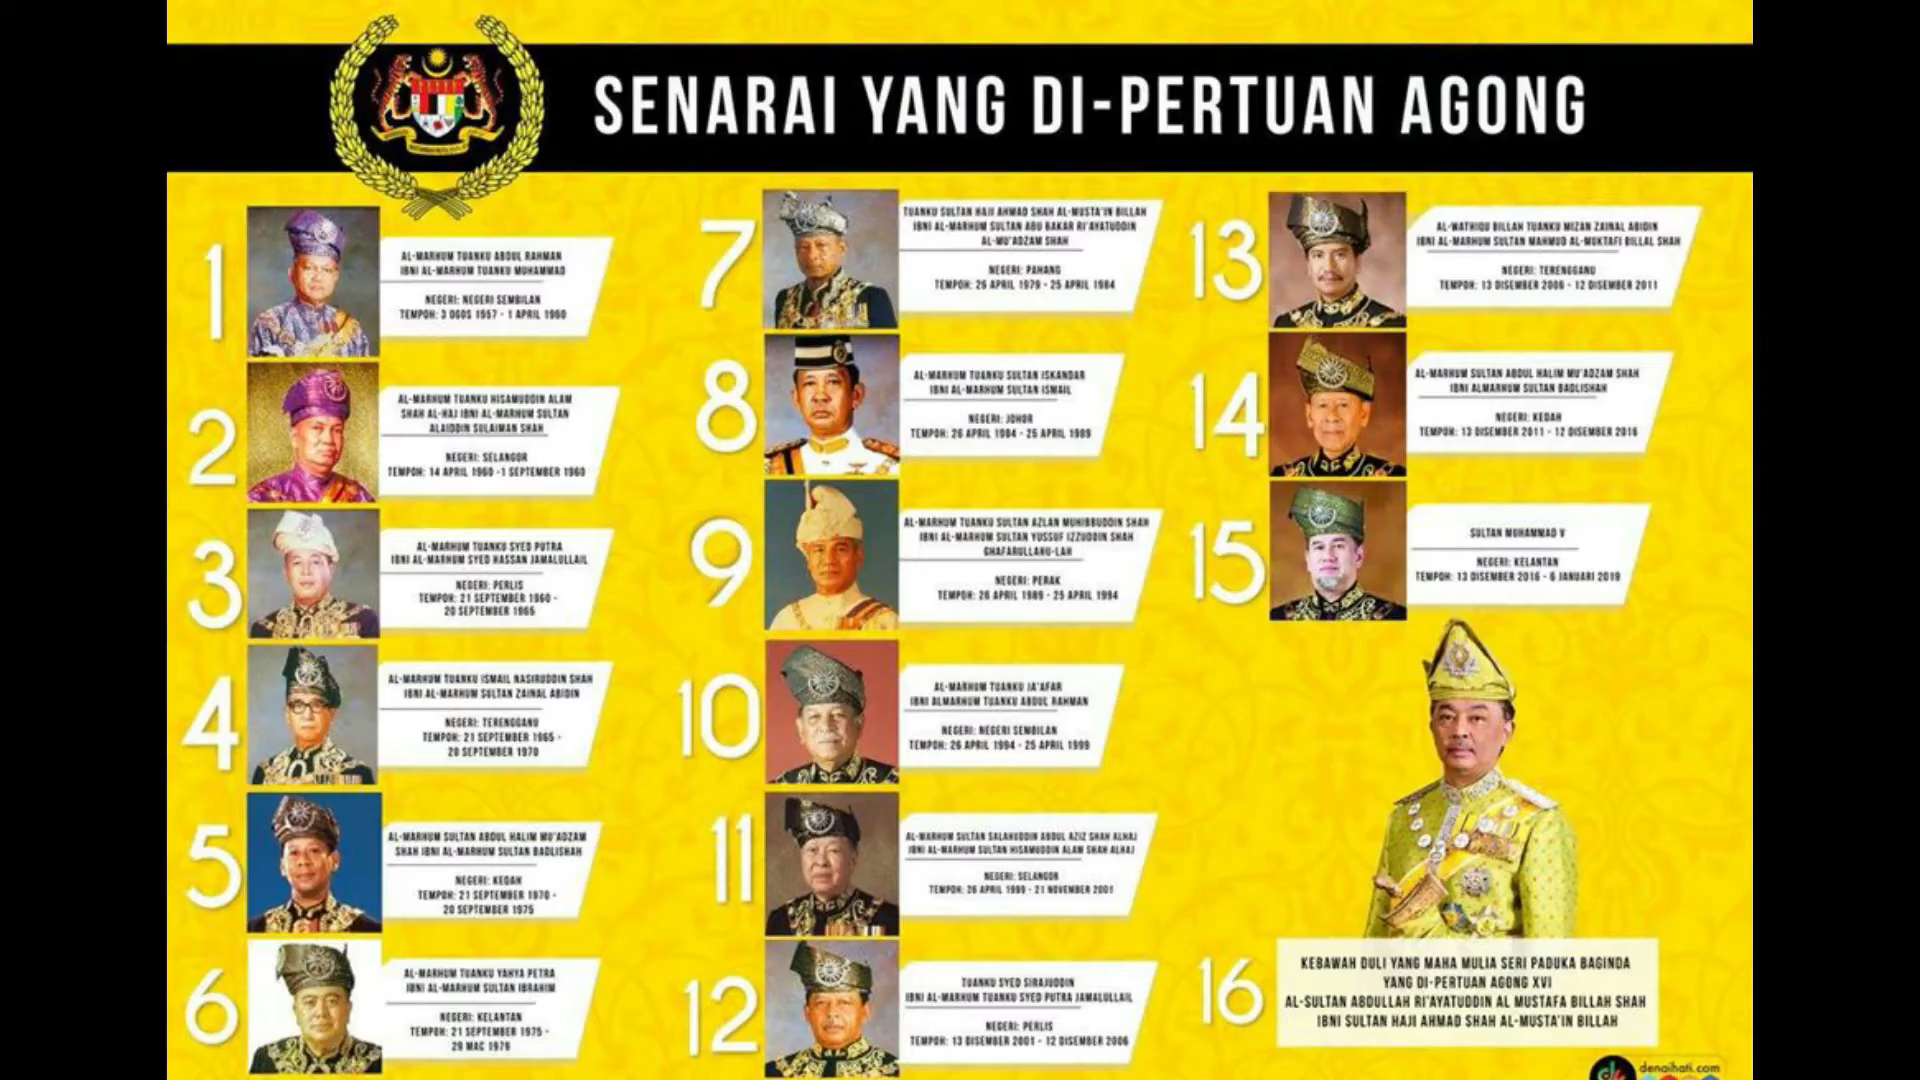 SENARAI YANG DI-PERTUAN AGONG
1
AL-MARHUM TUANKU ABDUL RAHMAN
IBNI AL-MARHUM TUANKU MUHAMMAD
NEGERI: NEGERI SEMBILAN
TEMPOH: 3 OGOS 1957 - 1 APRIL 1960
2
AL-MARHUM TUANKU HISAMUDDIN ALAM
SHAH AL-HAJ IBNI AL-MARHUM SULTAN
ALAIDDIN SULAIMAN SHAH
NEGERI: SELANGOR
TEMPOH: 14 APRIL 1960 -1 SEPTEMBER 1960
3
AL-MARHUM TUANKU SYED PUTRA
IBNI AL-MARHUM SYED HASSAN JAMALULLAIL
NEGERI: PERLIS
TEMPOH: 21 SEPTEMBER 1960 -
20 SEPTEMBER 1965
4
AL-MARHUM TUANKU ISMAIL NASIRUDDIN SHAH
IBNI AL-MARHUM SULTAN ZAINAL ABIDIN
NEGERI: TERENGGANU
TEMPOH: 21 SEPTEMBER 1965 -
20 SEPTEMBER 1970
5
AL-MARHUM SULTAN ABDUL HALIM MU'ADZAM
SHAH IBNI AL-MARHUM SULTAN BADLISHAH
NEGERI: KEDAH
TEMPOH: 21 SEPTEMBER 1970 -
20 SEPTEMBER 1975
6
AL-MARHUM TUANKU YAHYA PETRA
IBNI AL-MARHUM SULTAN IBRAHIM
NEGERI: KELANTAN
TEMPOH: 21 SEPTEMBER 1975 -
29 MAC 1979
7
TUANKU SULTAN HAJI AHMAD SHAH AL-MUSTA'IN BILLAH
IBNI AL-MARHUM SULTAN ABU BAKAR RI'AYATUDDIN
AL-MU'ADZAM SHAH
NEGERI: PAHANG
TEMPOH: 26 APRIL 1979 - 25 APRIL 1984
8
AL-MARHUM TUANKU SULTAN ISKANDAR
IBNI AL-MARHUM SULTAN ISMAIL
NEGERI: JOHOR
TEMPOH: 26 APRIL 1984 - 25 APRIL 1989
9
AL-MARHUM TUANKU SULTAN AZLAN MUHIBBUDDIN SHAH
IBNI AL-MARHUM SULTAN YUSSUF IZZUDDIN SHAH
GHAFARULLAHU-LAH
NEGERI: PERAK
TEMPOH: 26 APRIL 1989 - 25 APRIL 1994
10
AL-MARHUM TUANKU JA'AFAR
IBNI ALMARHUM TUANKU ABDUL RAHMAN
NEGERI: NEGERI SEMBILAN
TEMPOH: 26 APRIL 1994 - 25 APRIL 1999
11
AL-MARHUM SULTAN SALAHUDDIN ABDUL AZIZ SHAH ALHAJ
IBNI AL-MARHUM SULTAN HISAMUDDIN ALAM SHAH ALHAJ
NEGERI: SELANGOR
TEMPOH: 26 APRIL 1999 - 21 NOVEMBER 2001
12
TUANKU SYED SIRAJUDDIN
IBNI AL-MARHUM TUANKU SYED PUTRA JAMALULLAIL
NEGERI: PERLIS
TEMPOH: 13 DISEMBER 2001 - 12 DISEMBER 2006
13
AL-WATHIQU BILLAH TUANKU MIZAN ZAINAL ABIDIN
IBNI AL-MARHUM SULTAN MAHMUD AL-MUKTAFI BILLAL SHAH
NEGERI: TERENGGANU
TEMPOH: 13 DISEMBER 2006 - 12 DISEMBER 2011
14
AL-MARHUM SULTAN ABDUL HALIM MU'ADZAM SHAH
IBNI ALMARHUM SULTAN BADLISHAH
NEGERI: KEDAH
TEMPOH: 13 DISEMBER 2011 - 12 DISEMBER 2016
15
SULTAN MUHAMMAD V
NEGERI: KELANTAN
TEMPOH: 13 DISEMBER 2016 - 6 JANUARI 2019
16
KEBAWAH DULI YANG MAHA MULIA SERI PADUKA BAGINDA
YANG DI-PERTUAN AGONG XVI
AL-SULTAN ABDULLAH RI'AYATUDDIN AL MUSTAFA BILLAH SHAH
IBNI SULTAN HAJI AHMAD SHAH AL-MUSTA'IN BILLAH
denaihati.com